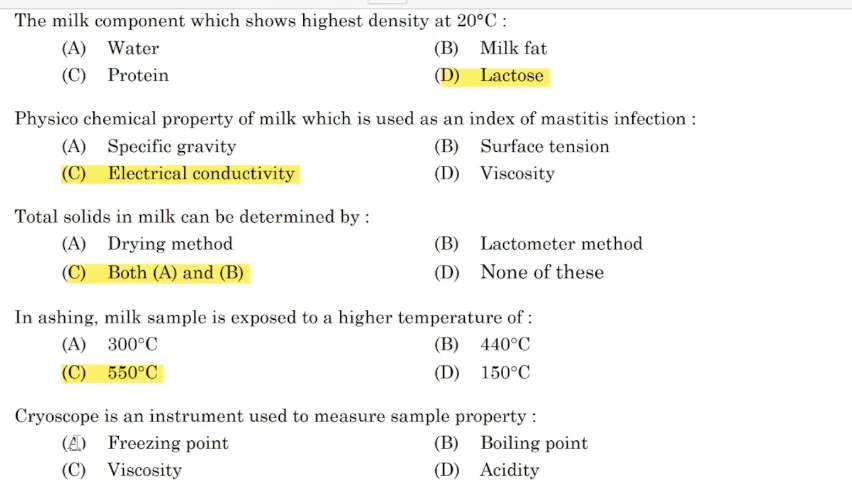 The milk component which shows highest density at 20°C :
(A) Water (B) Milk fat
(C) Protein (D) Lactose
Physico chemical property of milk which is used as an index of mastitis infection :
(A) Specific gravity (B) Surface tension
(C) Electrical conductivity (D) Viscosity
Total solids in milk can be determined by :
(A) Drying method (B) Lactometer method
(C) Both (A) and (B) (D) None of these
In ashing, milk sample is exposed to a higher temperature of :
(A) 300°C (B) 440°C
(C) 550°C (D) 150°C
Cryoscope is an instrument used to measure sample property :
(A) Freezing point (B) Boiling point
(C) Viscosity (D) Acidity